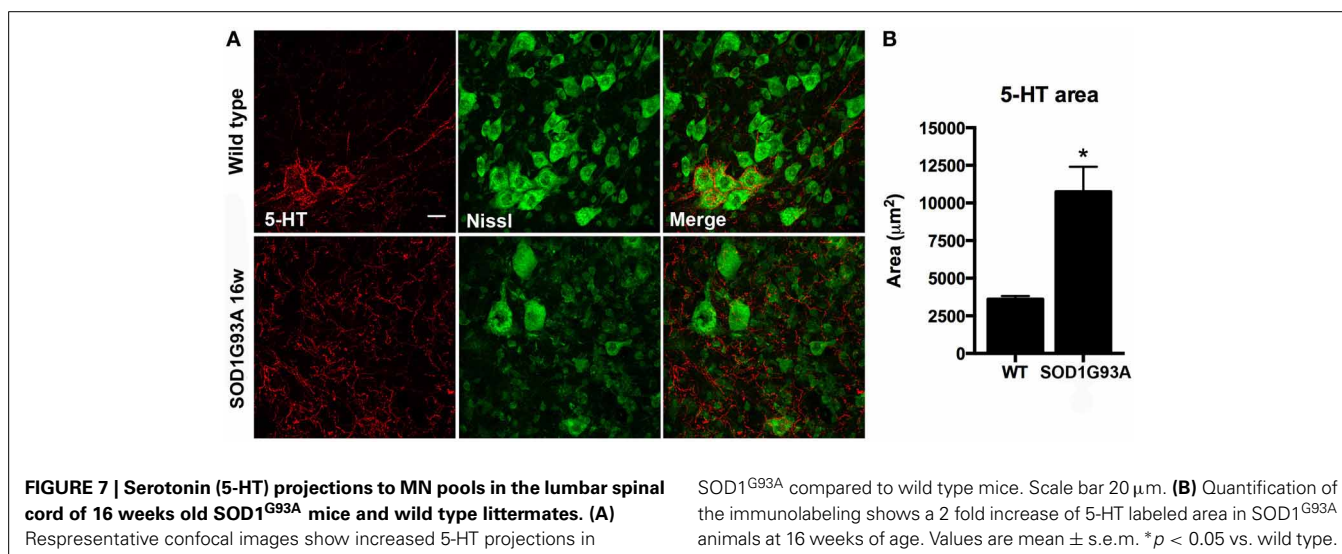 A
Wild type
5-HT
Nissl
Merge
SOD1G93A 16w
B
5-HT area
Area (µm²)
15000
12500
10000
7500
5000
2500
0
*
WT SOD1G93A
FIGURE 7 | Serotonin (5-HT) projections to MN pools in the lumbar spinal
cord of 16 weeks old SOD1G93A mice and wild type littermates. (A)
Respresentative confocal images show increased 5-HT projections in
SOD1G93A compared to wild type mice. Scale bar 20 µm. (B) Quantification of
the immunolabeling shows a 2 fold increase of 5-HT labeled area in SOD1G93A
animals at 16 weeks of age. Values are mean ± s.e.m. *p < 0.05 vs. wild type.